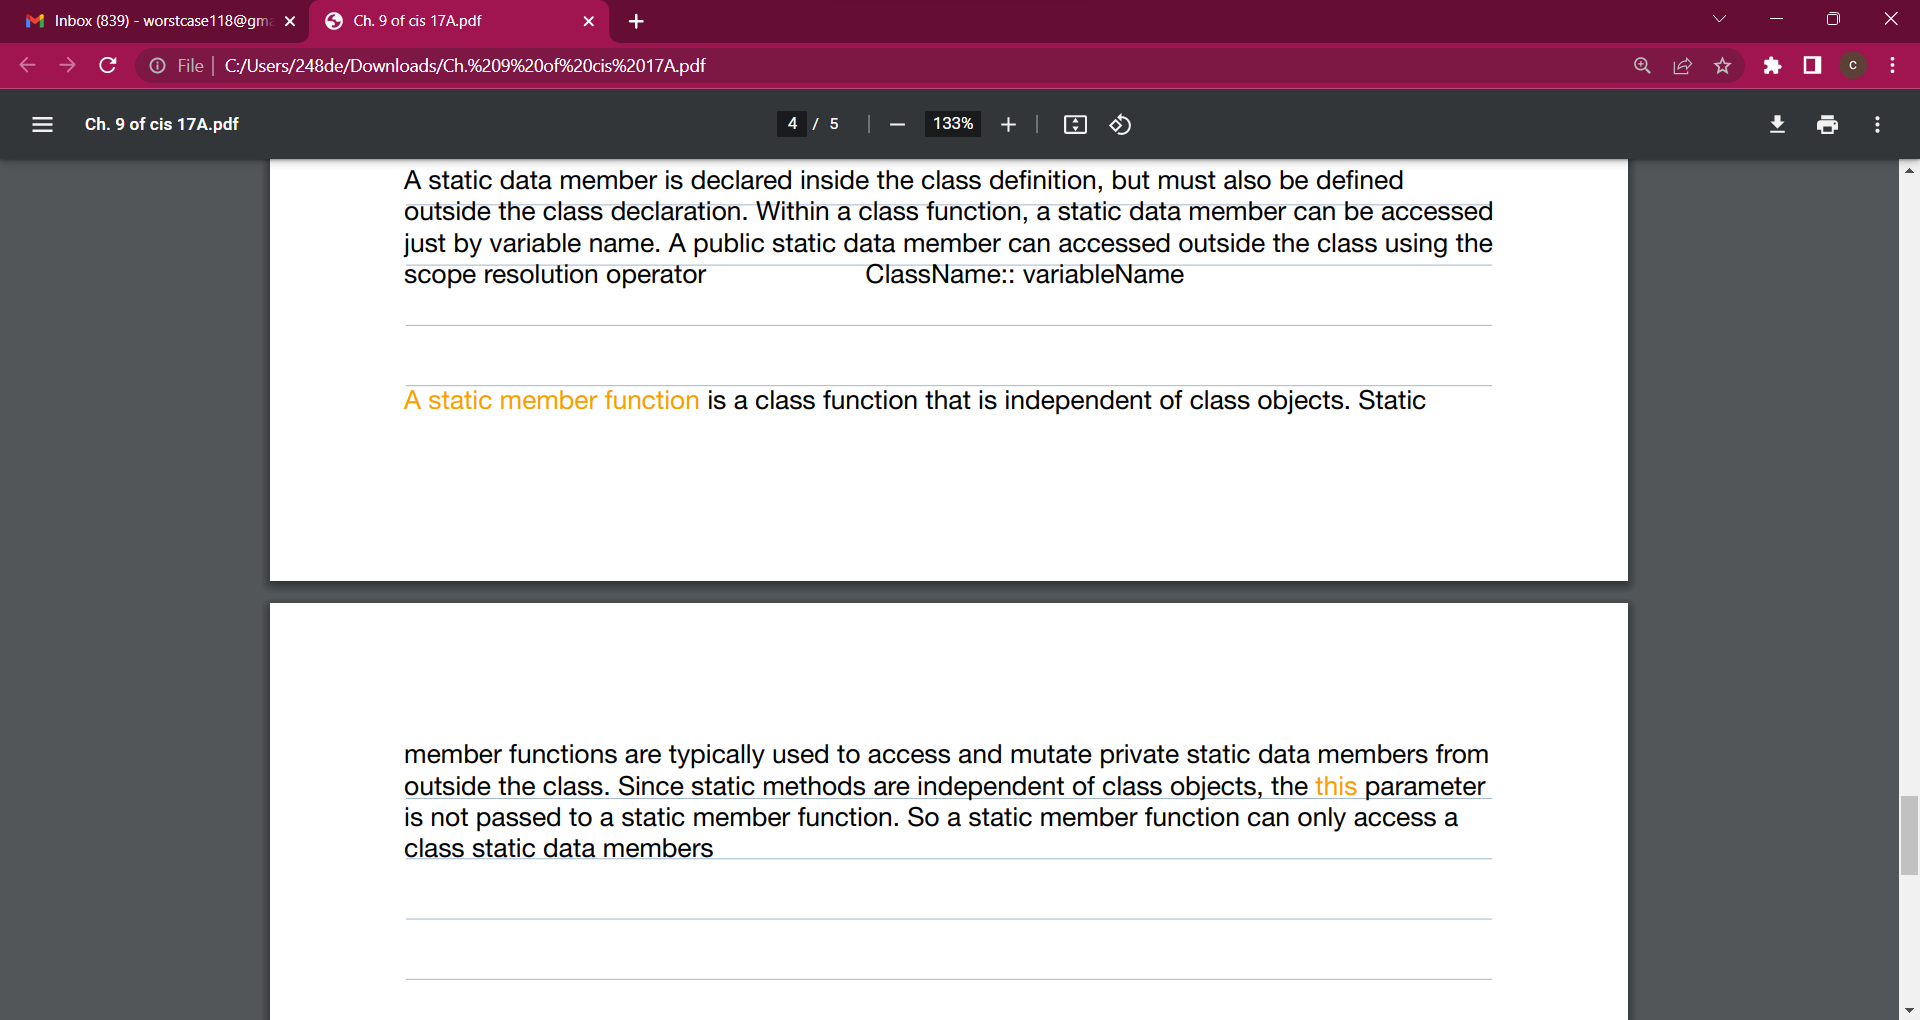 Inbox (839) - worstcase118@gma
Ch. 9 of cis 17A.pdf
File
C:/Users/248de/Downloads/Ch.%209%20of%20cis%2017A.pdf
C
Ch. 9 of cis 17A.pdf
4 / 5
133%
A static data member is declared inside the class definition, but must also be defined
outside the class declaration. Within a class function, a static data member can be accessed
just by variable name. A public static data member can accessed outside the class using the
scope resolution operator ClassName:: variableName
A static member function is a class function that is independent of class objects. Static
member functions are typically used to access and mutate private static data members from
outside the class. Since static methods are independent of class objects, the this parameter
is not passed to a static member function. So a static member function can only access a
class static data members